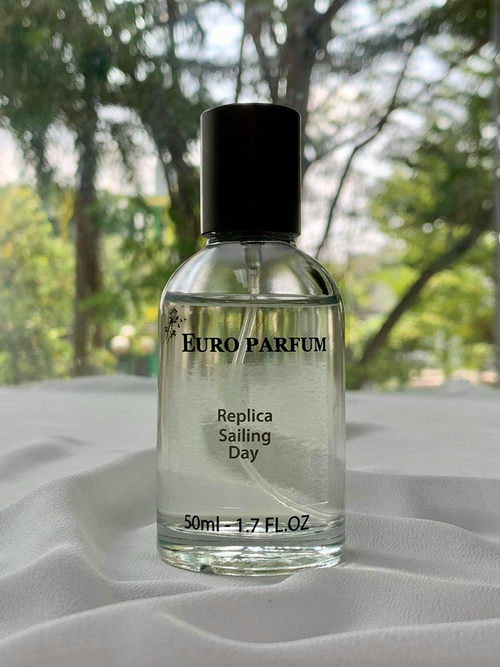 EURO PARFUM
Replica
Sailing
Day
50ml - 1.7 FL.OZ